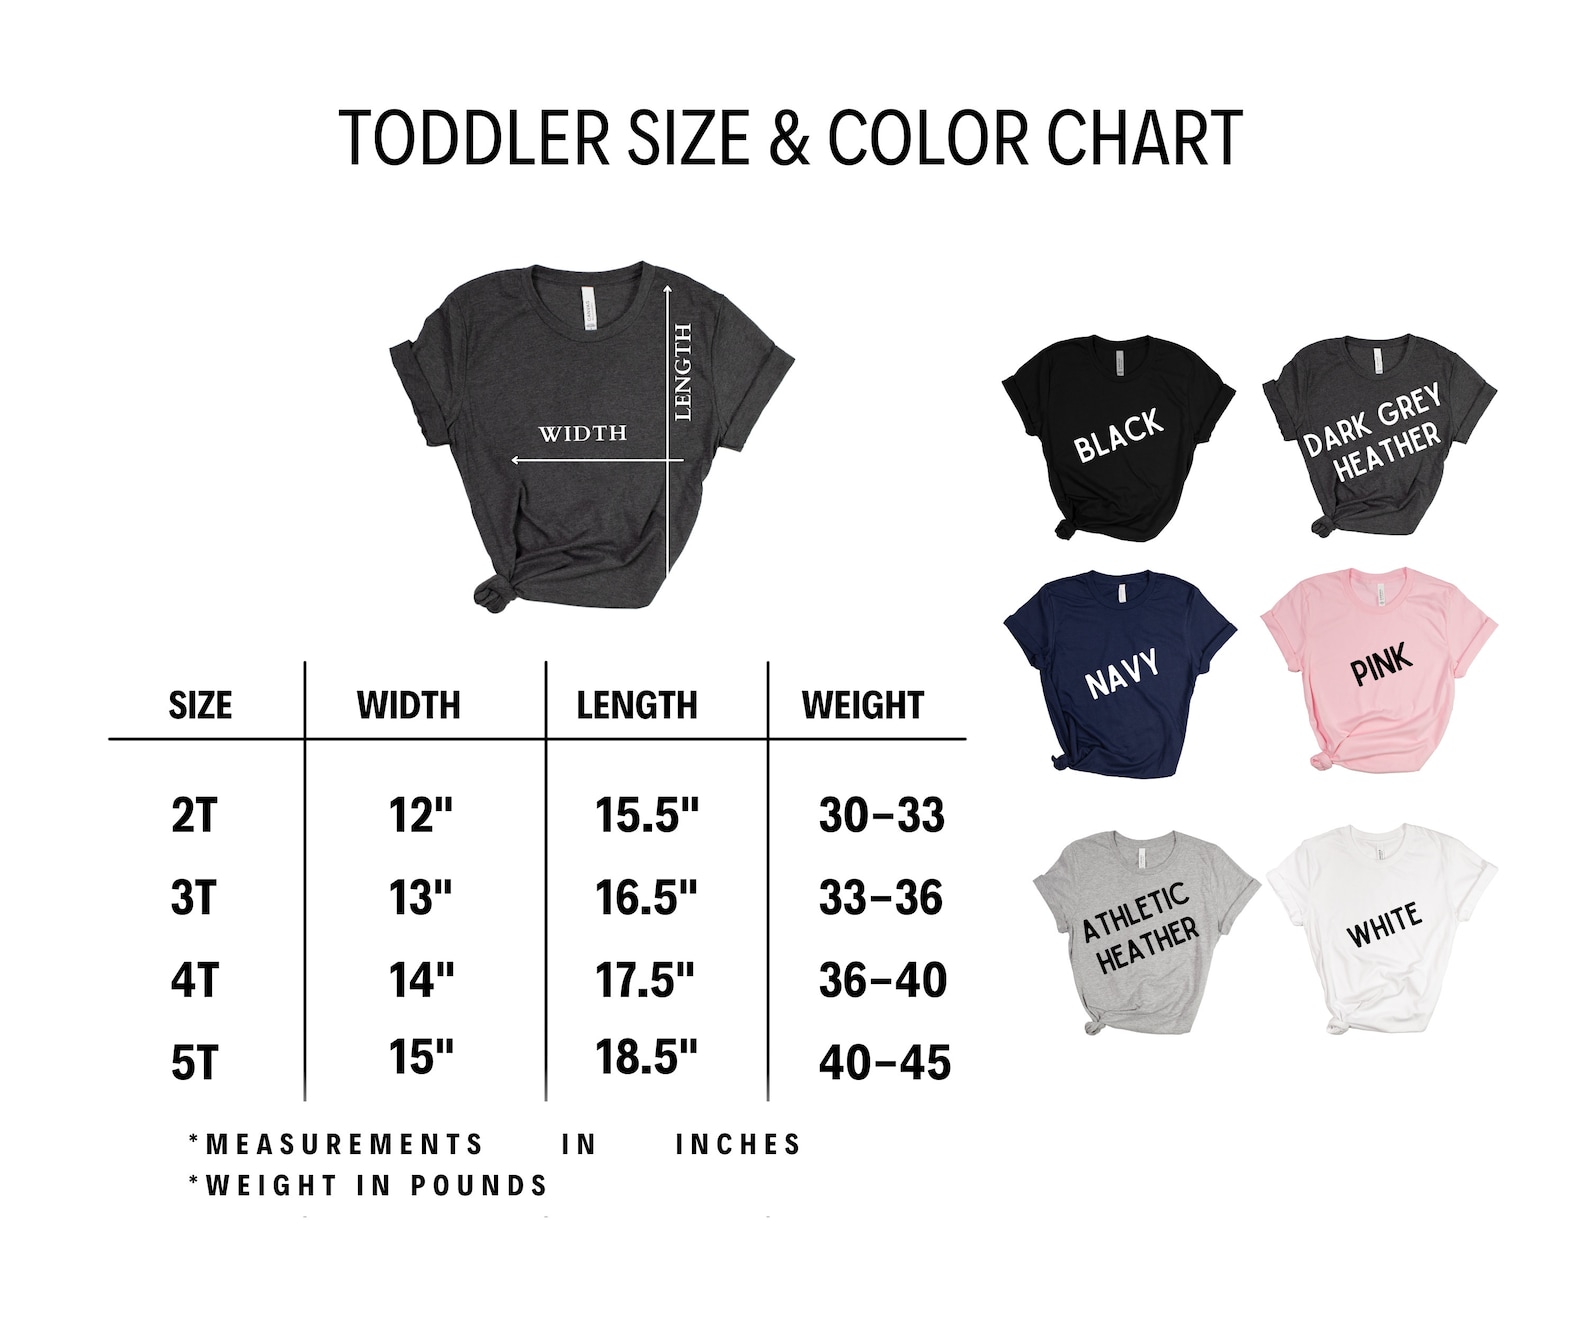 TODDLER SIZE & COLOR CHART
WIDTH
LENGTH
BLACK
DARK GREY
HEATHER
NAVY
PINK
ATHLETIC
HEATHER
WHITE
SIZE WIDTH LENGTH WEIGHT
2T 12" 15.5" 30–33
3T 13" 16.5" 33–36
4T 14" 17.5" 36–40
5T 15" 18.5" 40–45
*MEASUREMENTS IN INCHES
*WEIGHT IN POUNDS